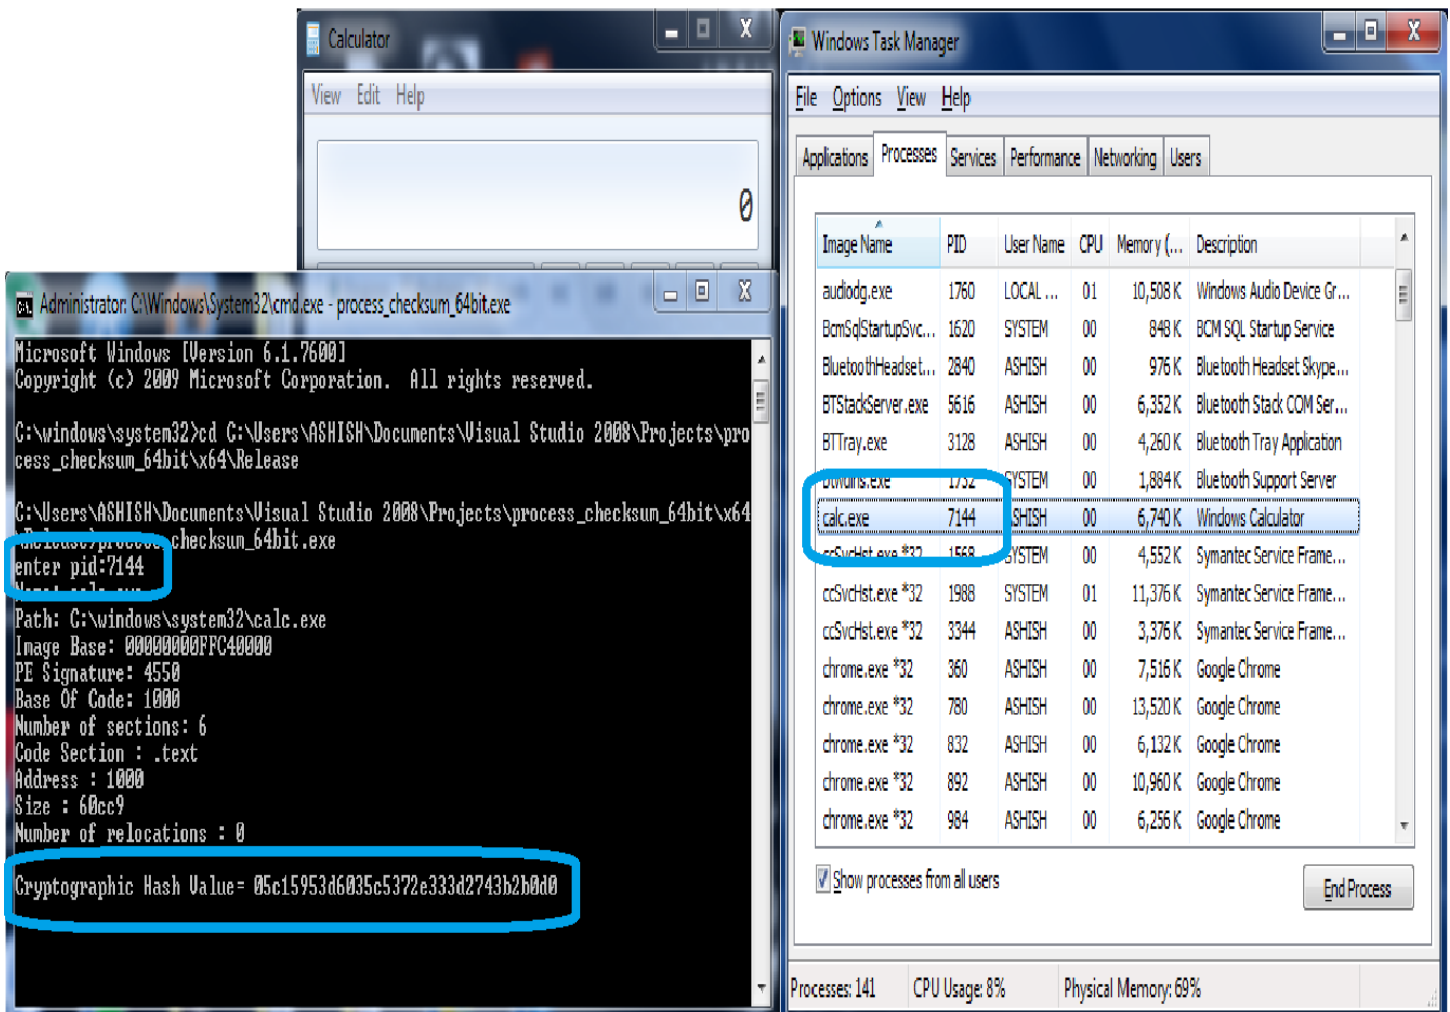 Calculator
View Edit Help
0
Administrator: C:\Windows\System32\cmd.exe - process_checksum_64bit.exe
Microsoft Windows [Version 6.1.7600]
Copyright (c) 2009 Microsoft Corporation.  All rights reserved.
C:\windows\system32>cd C:\Users\ASHISH\Documents\Visual Studio 2008\Projects\pro
cess_checksum_64bit\x64\Release
C:\Users\ASHISH\Documents\Visual Studio 2008\Projects\process_checksum_64bit\x64
\Release>process_checksum_64bit.exe
enter pid:7144
Name: calc.exe
Path: C:\windows\system32\calc.exe
Image Base: 00000000FFC40000
PE Signature: 4550
Base Of Code: 1000
Number of sections: 6
Code Section : .text
Address : 1000
Size : 60cc9
Number of relocations : 0
Cryptographic Hash Value= 05c15953d6035c5372e333d2743b2b0d0
Windows Task Manager
File Options View Help
Applications Processes Services Performance Networking Users
Image Name PID User Name CPU Memory (... Description
audiodg.exe 1760 LOCAL ... 01 10,508 K Windows Audio Device Gr...
BcmSqlStartupSvc... 1620 SYSTEM 00 848 K BCM SQL Startup Service
BluetoothHeadset... 2840 ASHISH 00 976 K Bluetooth Headset Skype...
BTStackServer.exe 5616 ASHISH 00 6,352 K Bluetooth Stack COM Ser...
BTTray.exe 3128 ASHISH 00 4,260 K Bluetooth Tray Application
btwdins.exe 1732 SYSTEM 00 1,884 K Bluetooth Support Server
calc.exe 7144 ASHISH 00 6,740 K Windows Calculator
ccSvcHst.exe *32 1568 SYSTEM 00 4,552 K Symantec Service Frame...
ccSvcHst.exe *32 1988 SYSTEM 01 11,376 K Symantec Service Frame...
ccSvcHst.exe *32 3344 ASHISH 00 3,376 K Symantec Service Frame...
chrome.exe *32 360 ASHISH 00 7,516 K Google Chrome
chrome.exe *32 780 ASHISH 00 13,520 K Google Chrome
chrome.exe *32 832 ASHISH 00 6,132 K Google Chrome
chrome.exe *32 892 ASHISH 00 10,960 K Google Chrome
chrome.exe *32 984 ASHISH 00 6,256 K Google Chrome
Show processes from all users
End Process
Processes: 141 CPU Usage: 8% Physical Memory: 69%